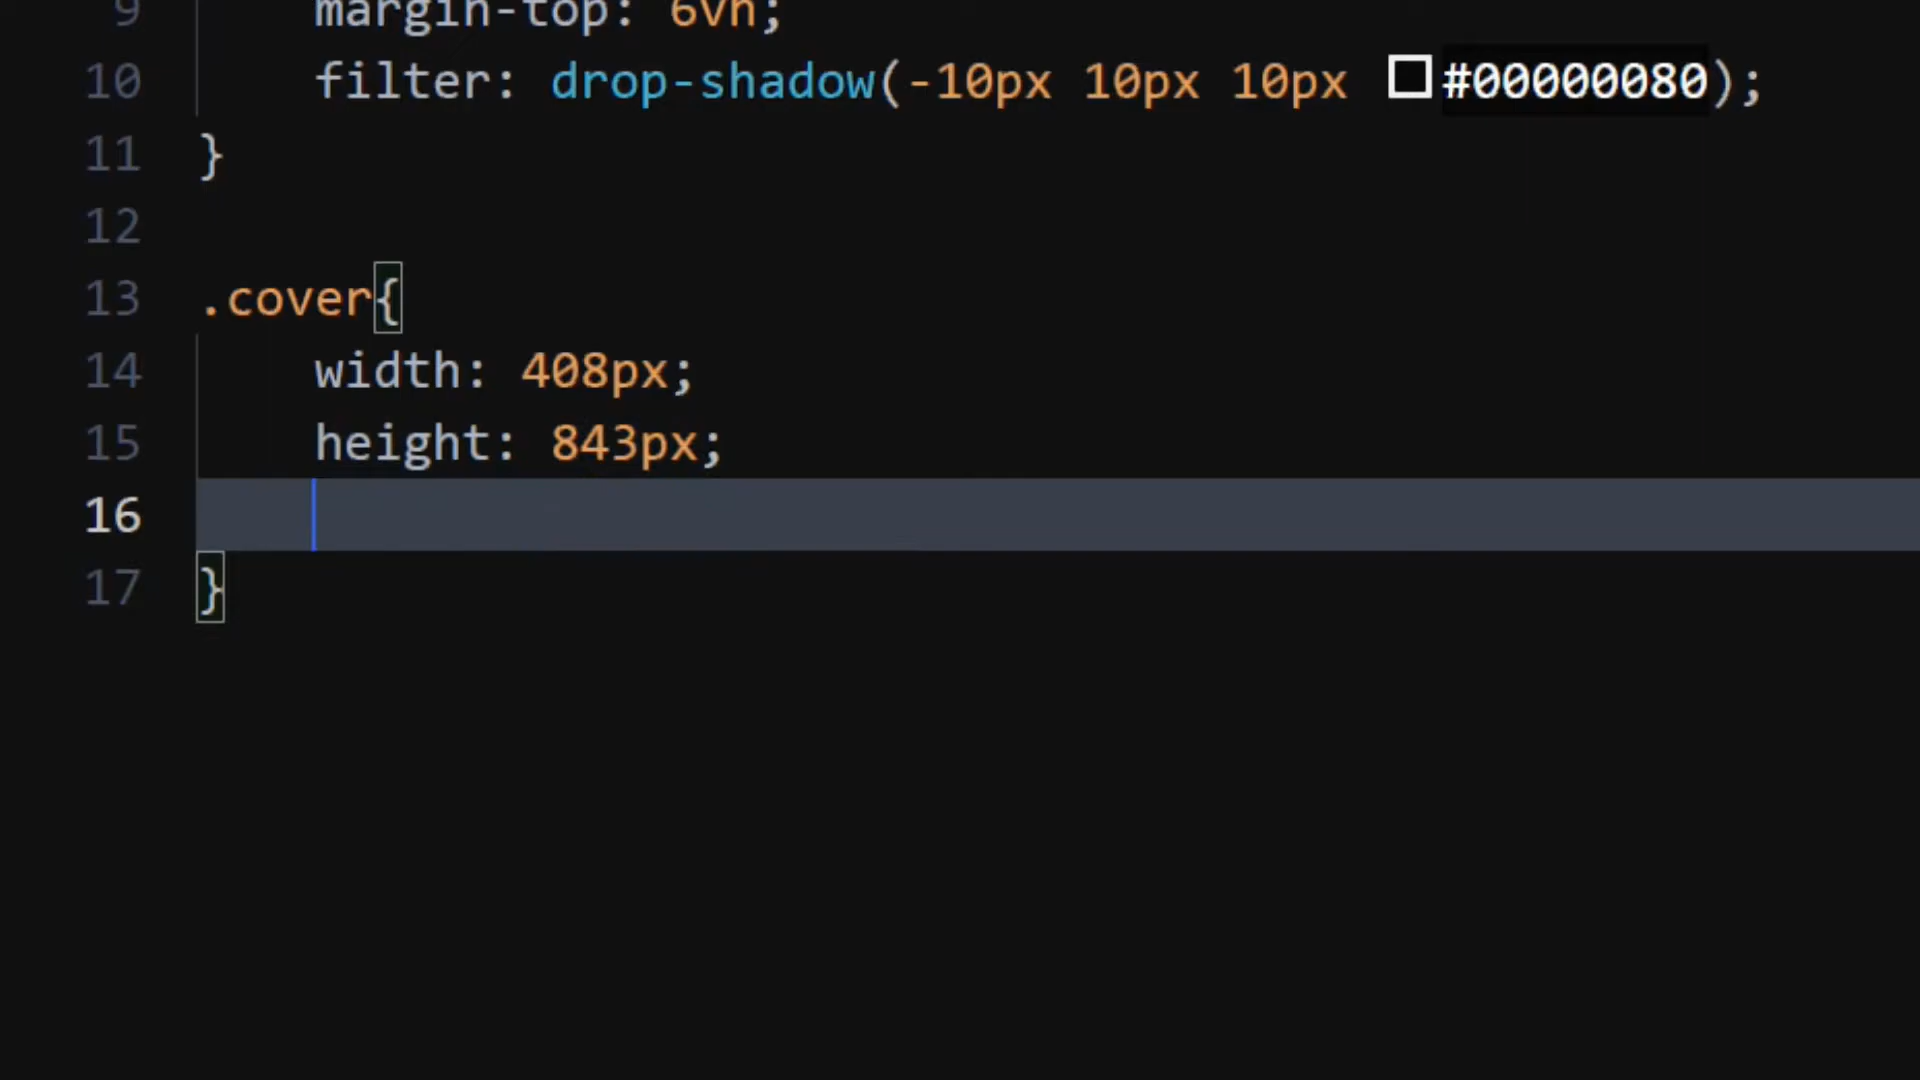 9 margin-top: 6vh;
10 filter: drop-shadow(-10px 10px 10px #00000080);
11 }
12
13 .cover{
14 width: 408px;
15 height: 843px;
16
17 }